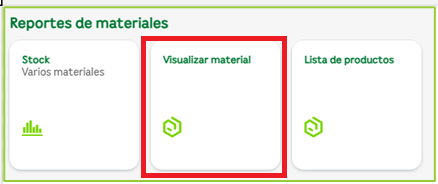 Reportes de materiales
Stock
Varios materiales
Visualizar material
Lista de productos